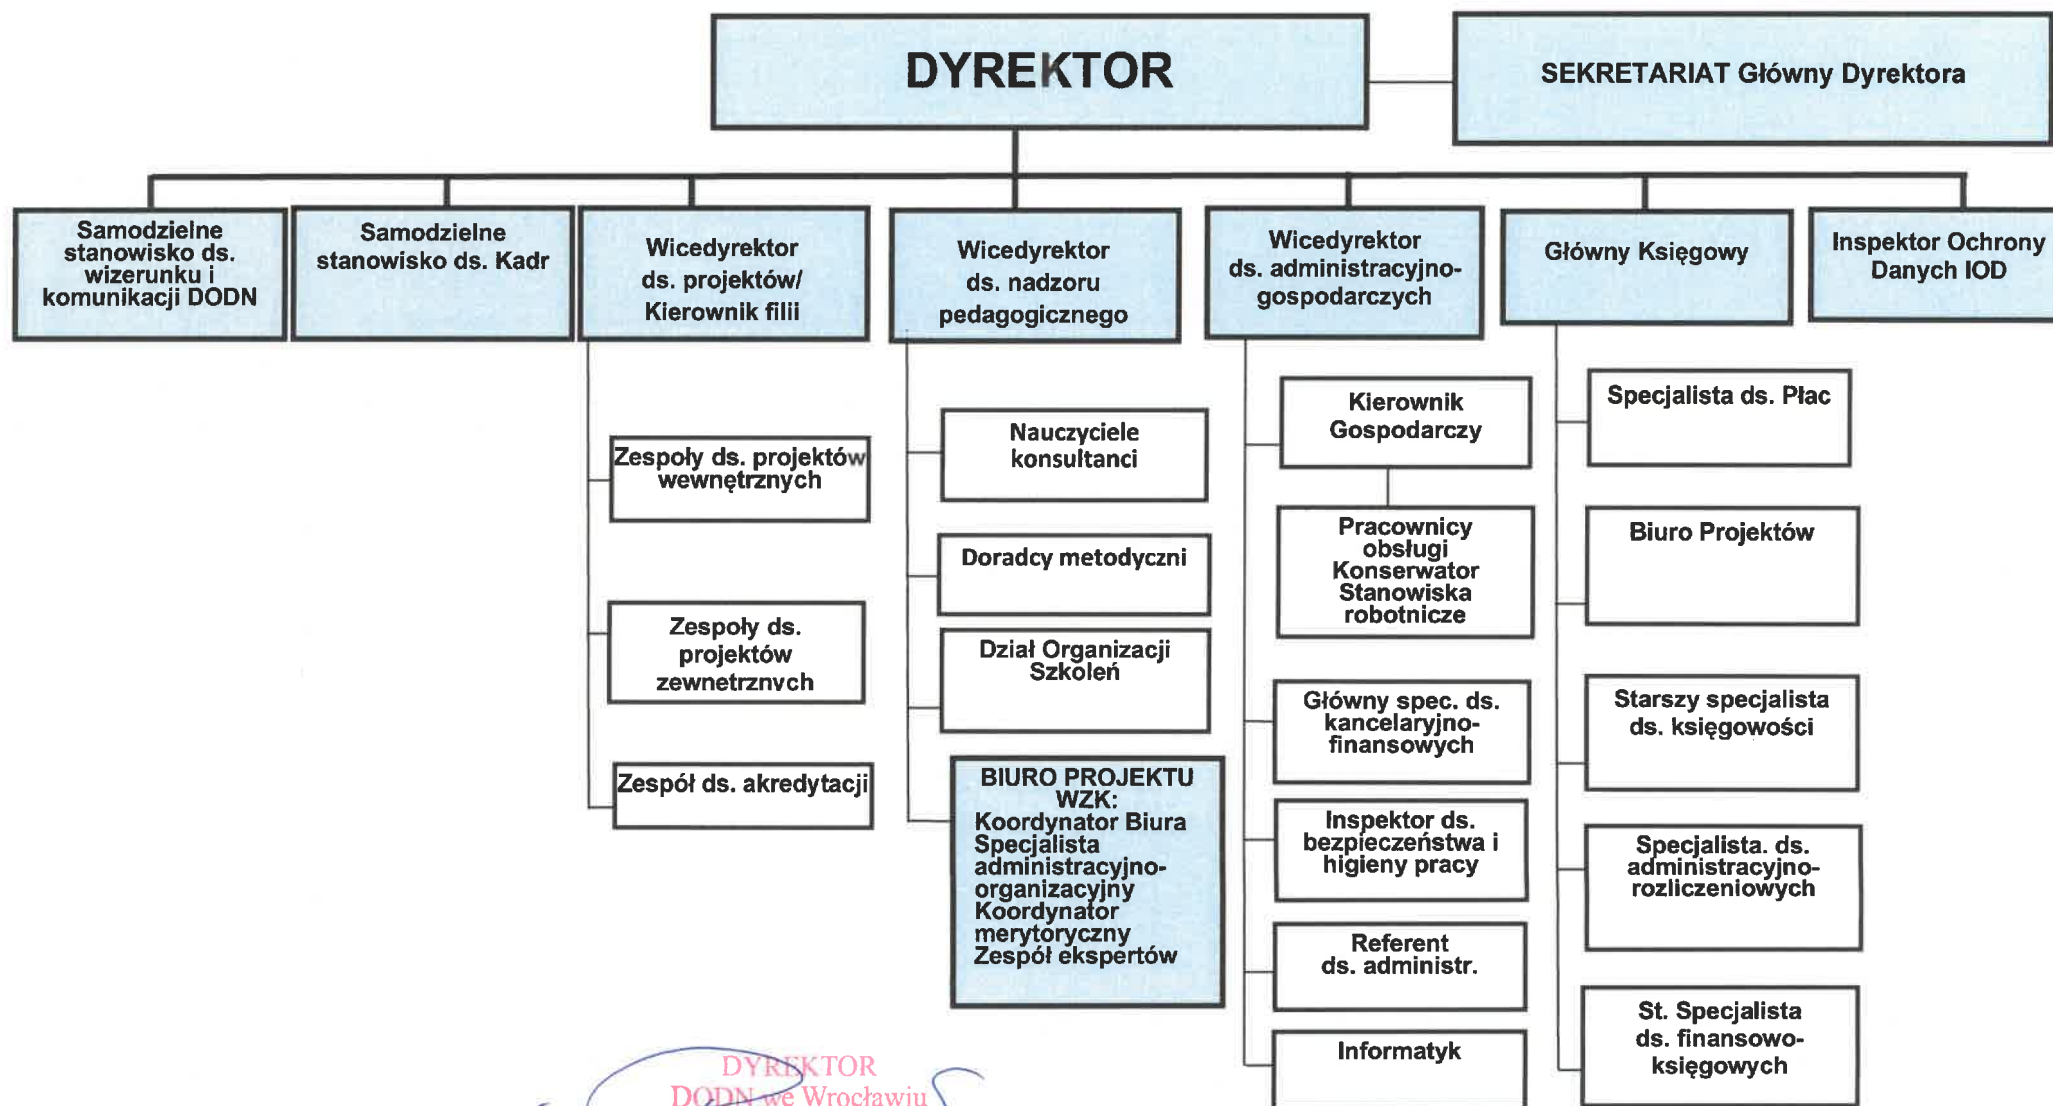 DYREKTOR
SEKRETARIAT Główny Dyrektora
Samodzielne
stanowisko ds.
wizerunku i
komunikacji DODN
Samodzielne
stanowisko ds. Kadr
Wicedyrektor
ds. projektów/
Kierownik filii
Wicedyrektor
ds. nadzoru
pedagogicznego
Wicedyrektor
ds. administracyjno-
gospodarczych
Główny Księgowy
Inspektor Ochrony
Danych IOD
Zespoły ds. projektów
wewnętrznych
Zespoły ds.
projektów
zewnetrznych
Zespół ds. akredytacji
Nauczyciele
konsultanci
Doradcy metodyczni
Dział Organizacji
Szkoleń
BIURO PROJEKTU
WZK:
Koordynator Biura
Specjalista
administracyjno-
organizacyjny
Koordynator
merytoryczny
Zespół ekspertów
Kierownik
Gospodarczy
Pracownicy
obsługi
Konserwator
Stanowiska
robotnicze
Główny spec. ds.
kancelaryjno-
finansowych
Inspektor ds.
bezpieczeństwa i
higieny pracy
Referent
ds. administr.
Informatyk
Specjalista ds. Płac
Biuro Projektów
Starszy specjalista
ds. księgowości
Specjalista. ds.
administracyjno-
rozliczeniowych
St. Specjalista
ds. finansowo-
księgowych
DYREKTOR
DODN we Wrocławiu